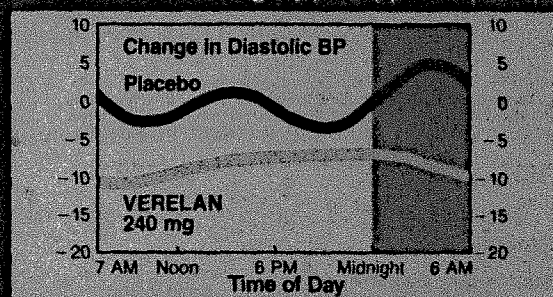 10
10
Change in Diastolic BP
5
5
Placebo
0
0
-5
-5
-10
-10
VERELAN
-15
-15
240 mg
-20
-20
7 AM Noon 6 PM Midnight 6 AM
Time of Day